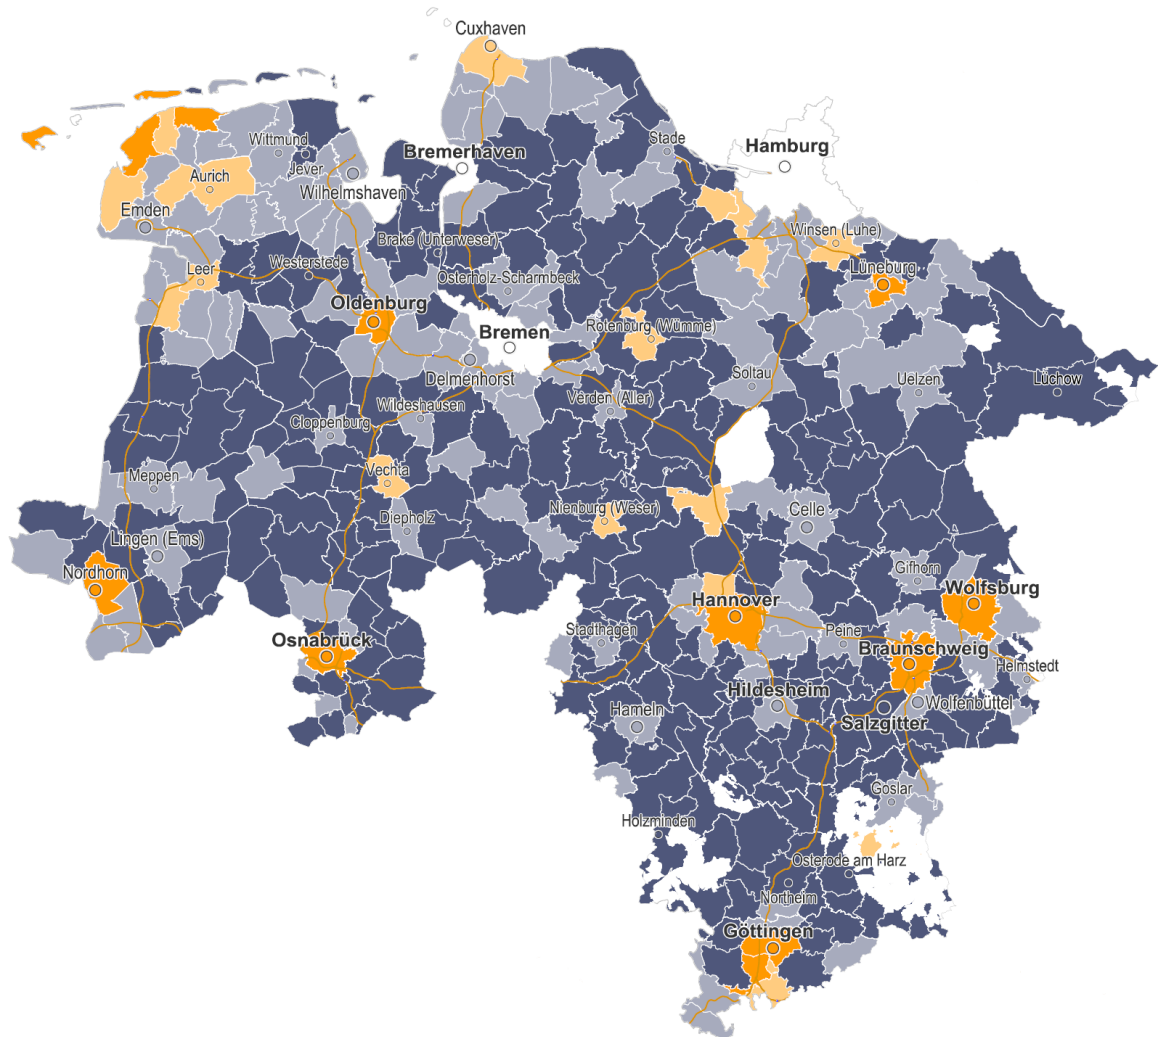 Cuxhaven
Stade
Hamburg
Wittmund
Bremerhaven
Jever
Aurich
Wilhelmshaven
Emden
Winsen (Luhe)
Brake (Unterweser)
Leer
Westerstede
Lüneburg
Osterholz-Scharmbeck
Oldenburg
Bremen
Rotenburg (Wümme)
Soltau
Delmenhorst
Uelzen
Lüchow
Wildeshausen
Verden (Aller)
Cloppenburg
Vechta
Meppen
Nienburg (Weser)
Celle
Diepholz
Lingen (Ems)
Gifhorn
Nordhorn
Wolfsburg
Hannover
Stadthagen
Peine
Osnabrück
Braunschweig
Helmstedt
Hildesheim
Wolfenbüttel
Hameln
Salzgitter
Goslar
Holzminden
Osterode am Harz
Northeim
Göttingen